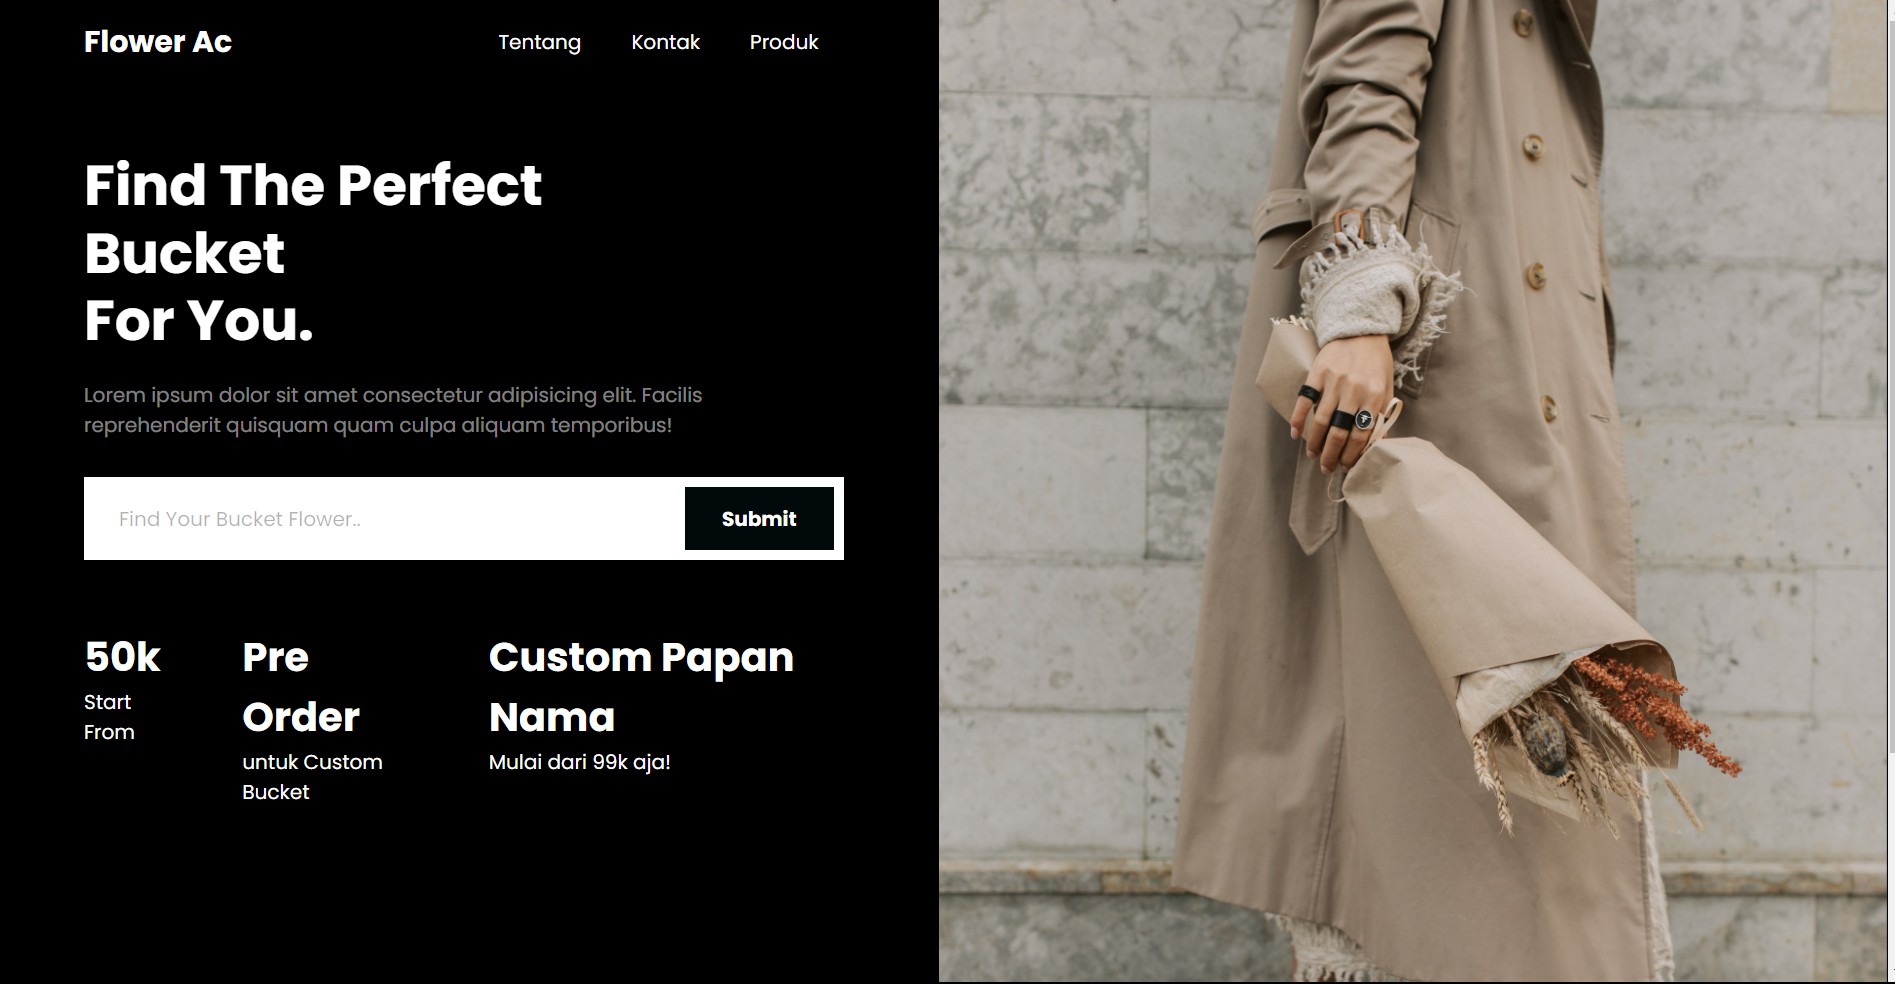 Flower Ac
Tentang Kontak Produk
Find The Perfect
Bucket
For You.
Lorem ipsum dolor sit amet consectetur adipisicing elit. Facilis
reprehenderit quisquam quam culpa aliquam temporibus!
Find Your Bucket Flower..
Submit
50k
Start
From
Pre
Order
untuk Custom
Bucket
Custom Papan
Nama
Mulai dari 99k aja!